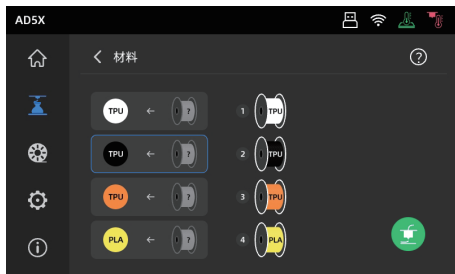 AD5X
材料
TPU ← ? 1 TPU
TPU ← ? 2 TPU
TPU ← ? 3 TPU
PLA ← ? 4 PLA